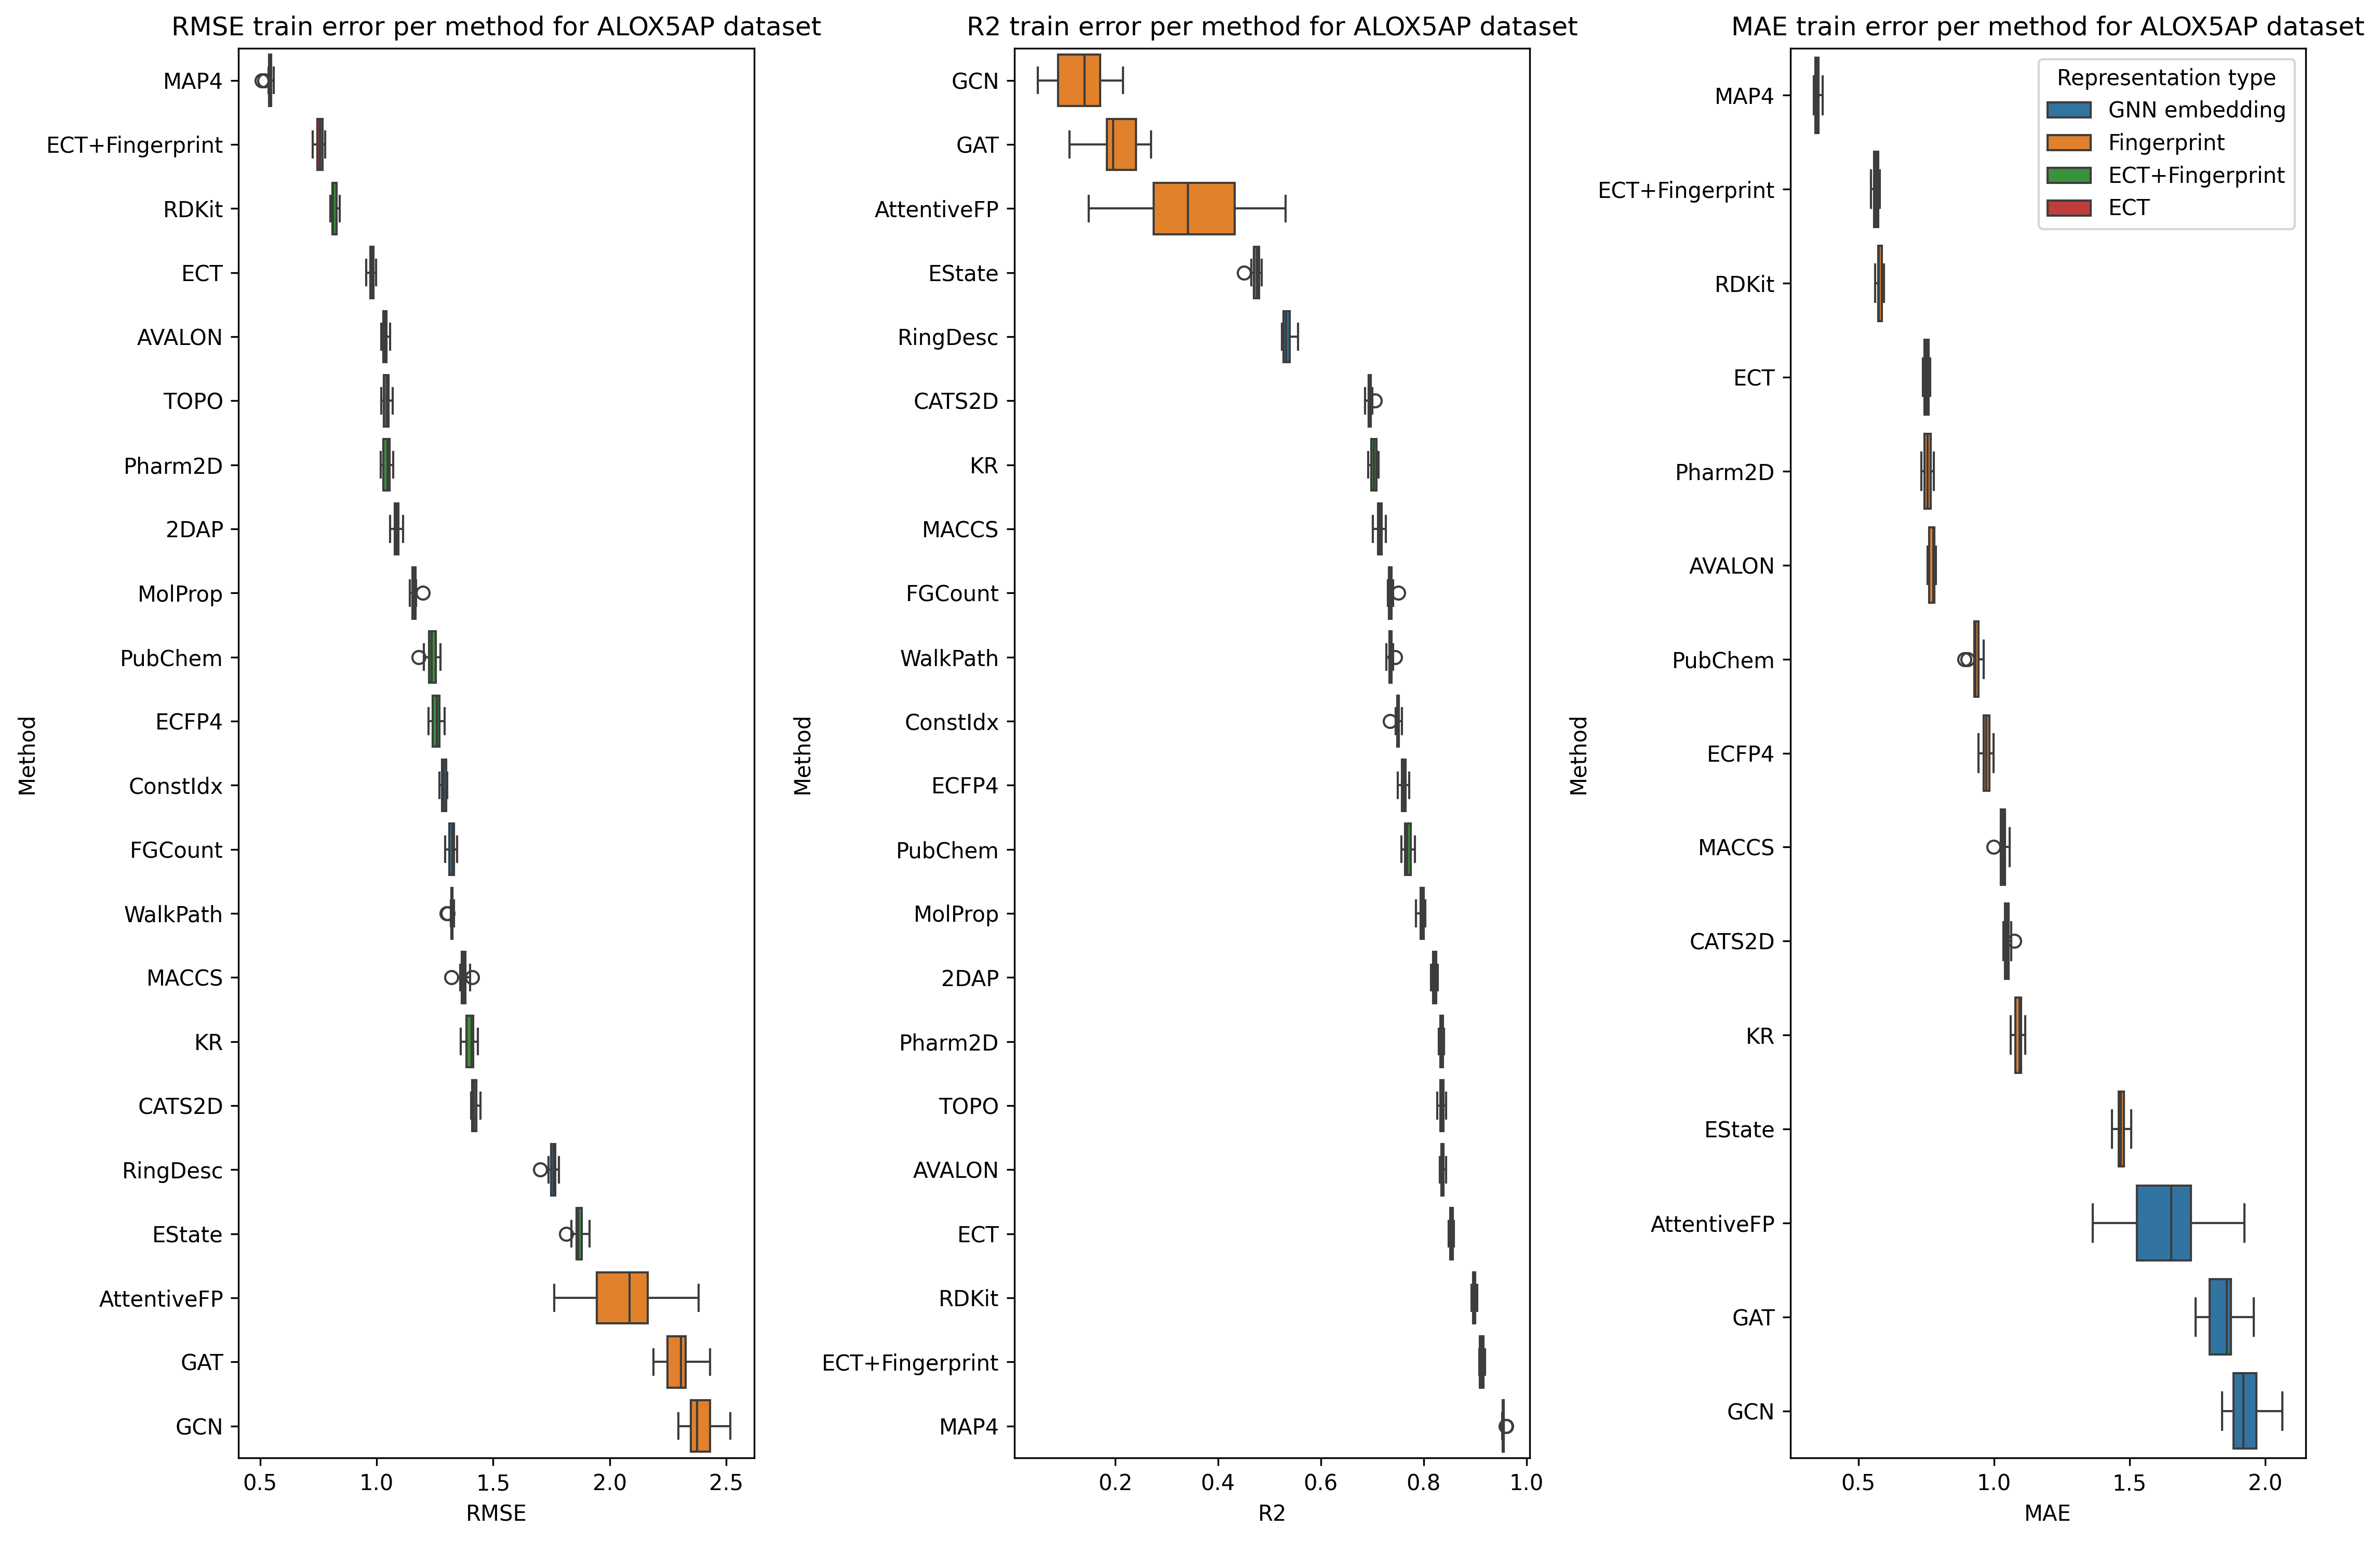 RMSE train error per method for ALOX5AP dataset
Method
MAP4
ECT+Fingerprint
RDKit
ECT
AVALON
TOPO
Pharm2D
2DAP
MolProp
PubChem
ECFP4
ConstIdx
FGCount
WalkPath
MACCS
KR
CATS2D
RingDesc
EState
AttentiveFP
GAT
GCN
0.5 1.0 1.5 2.0 2.5
RMSE
R2 train error per method for ALOX5AP dataset
Method
GCN
GAT
AttentiveFP
EState
RingDesc
CATS2D
KR
MACCS
FGCount
WalkPath
ConstIdx
ECFP4
PubChem
MolProp
2DAP
Pharm2D
TOPO
AVALON
ECT
RDKit
ECT+Fingerprint
MAP4
0.2 0.4 0.6 0.8 1.0
R2
MAE train error per method for ALOX5AP dataset
Method
MAP4
ECT+Fingerprint
RDKit
ECT
Pharm2D
AVALON
PubChem
ECFP4
MACCS
CATS2D
KR
EState
AttentiveFP
GAT
GCN
0.5 1.0 1.5 2.0
MAE
Representation type
GNN embedding
Fingerprint
ECT+Fingerprint
ECT